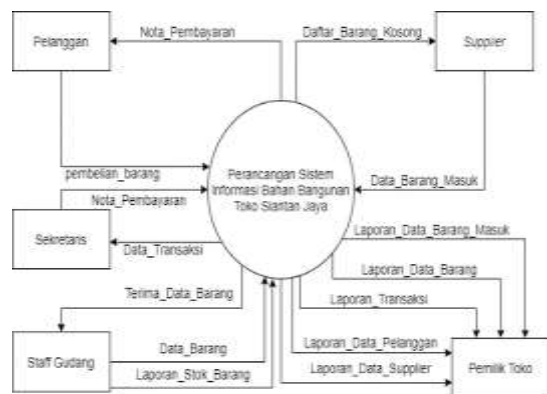 Pelanggan
Nota_Pembayaran
Daftar_Barang_Kosong
Supplier
pembelian_barang
Perancangan Sistem
Informasi Bahan Bangunan
Toko Siantan Jaya
Data_Barang_Masuk
Nota_Pembayaran
Sekretaris
Data_Transaksi
Laporan_Data_Barang_Masuk
Laporan_Data_Barang
Terima_Data_Barang
Laporan_Transaksi
Staff Gudang
Data_Barang
Laporan_Stok_Barang
Laporan_Data_Pelanggan
Laporan_Data_Supplier
Pemilik Toko